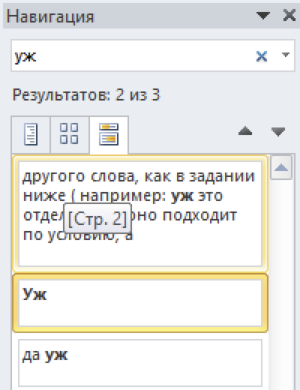 Навигация
уж
Результатов: 2 из 3
другого слова, как в задании
ниже ( например: уж это
отдел оно подходит
[Стр. 2]
по условию, а
Уж
да уж